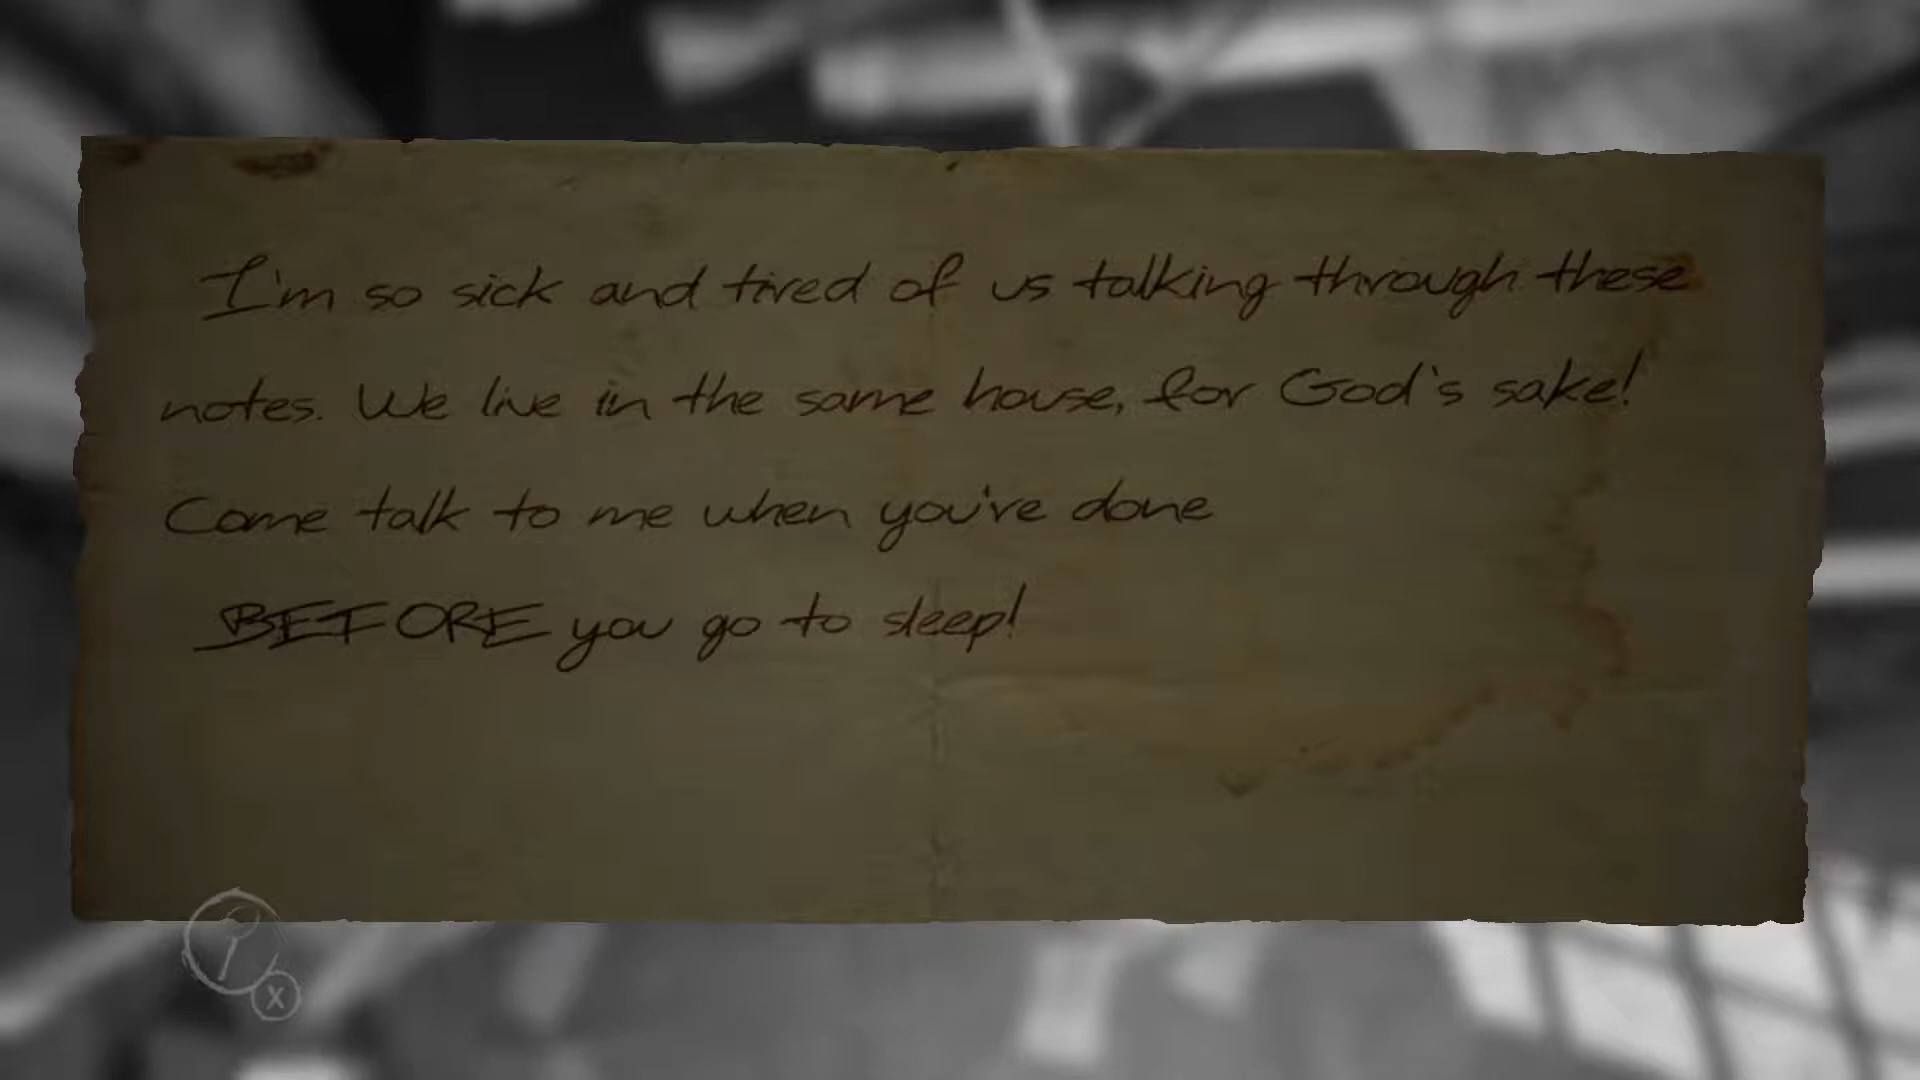 I'm so sick and tired of us talking through these
notes. We live in the same house, for God's sake!
Come talk to me when you're done
BEFORE you go to sleep!
X